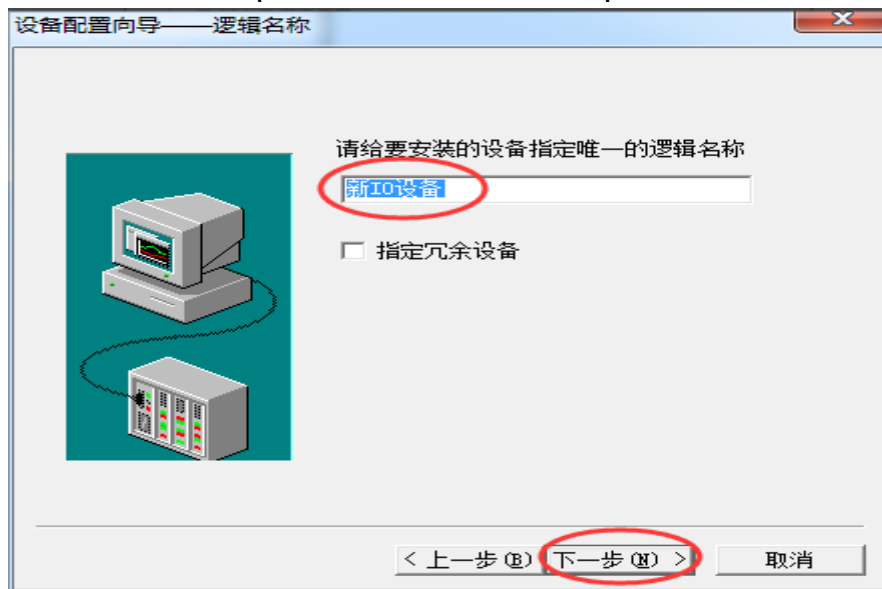 设备配置向导——逻辑名称
请给要安装的设备指定唯一的逻辑名称
新IO设备
指定冗余设备
< 上一步(B) 下一步(N) > 取消